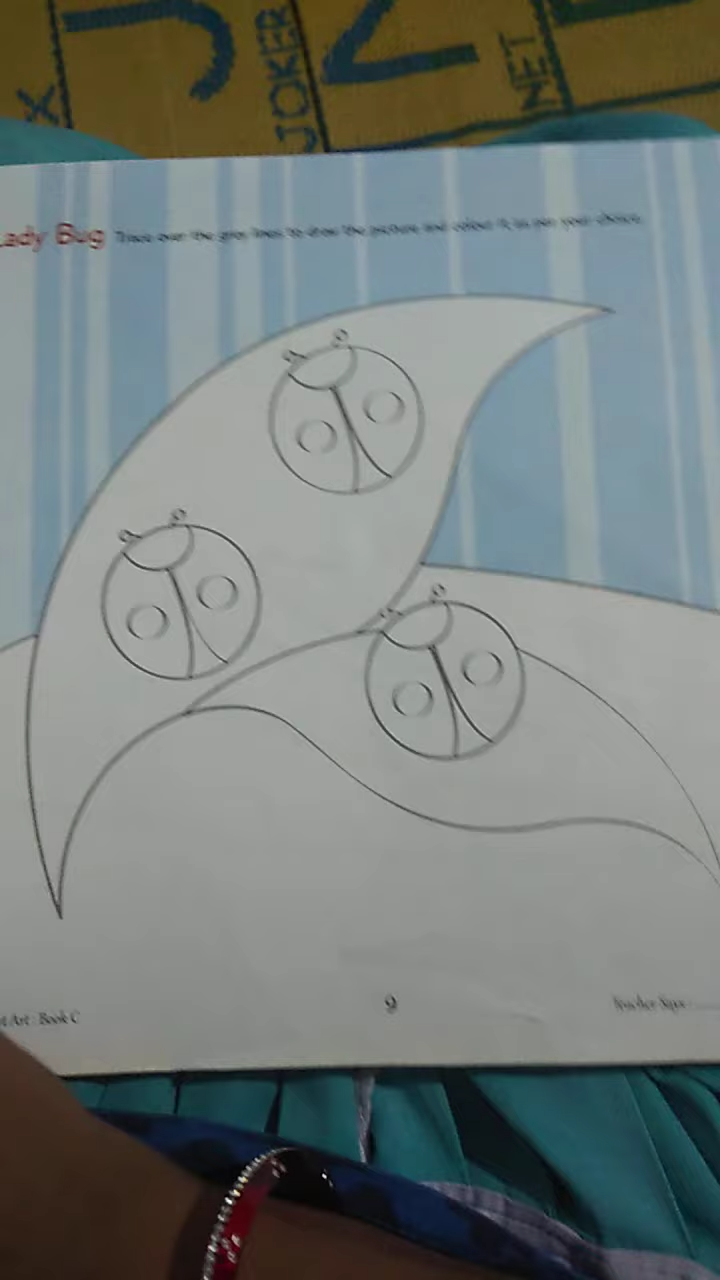 X
J
JOKER
N
NET
Lady Bug Trace over the gray lines to draw the picture and colour it as per your choice.
t Art : Book C
9
Teacher Sign :